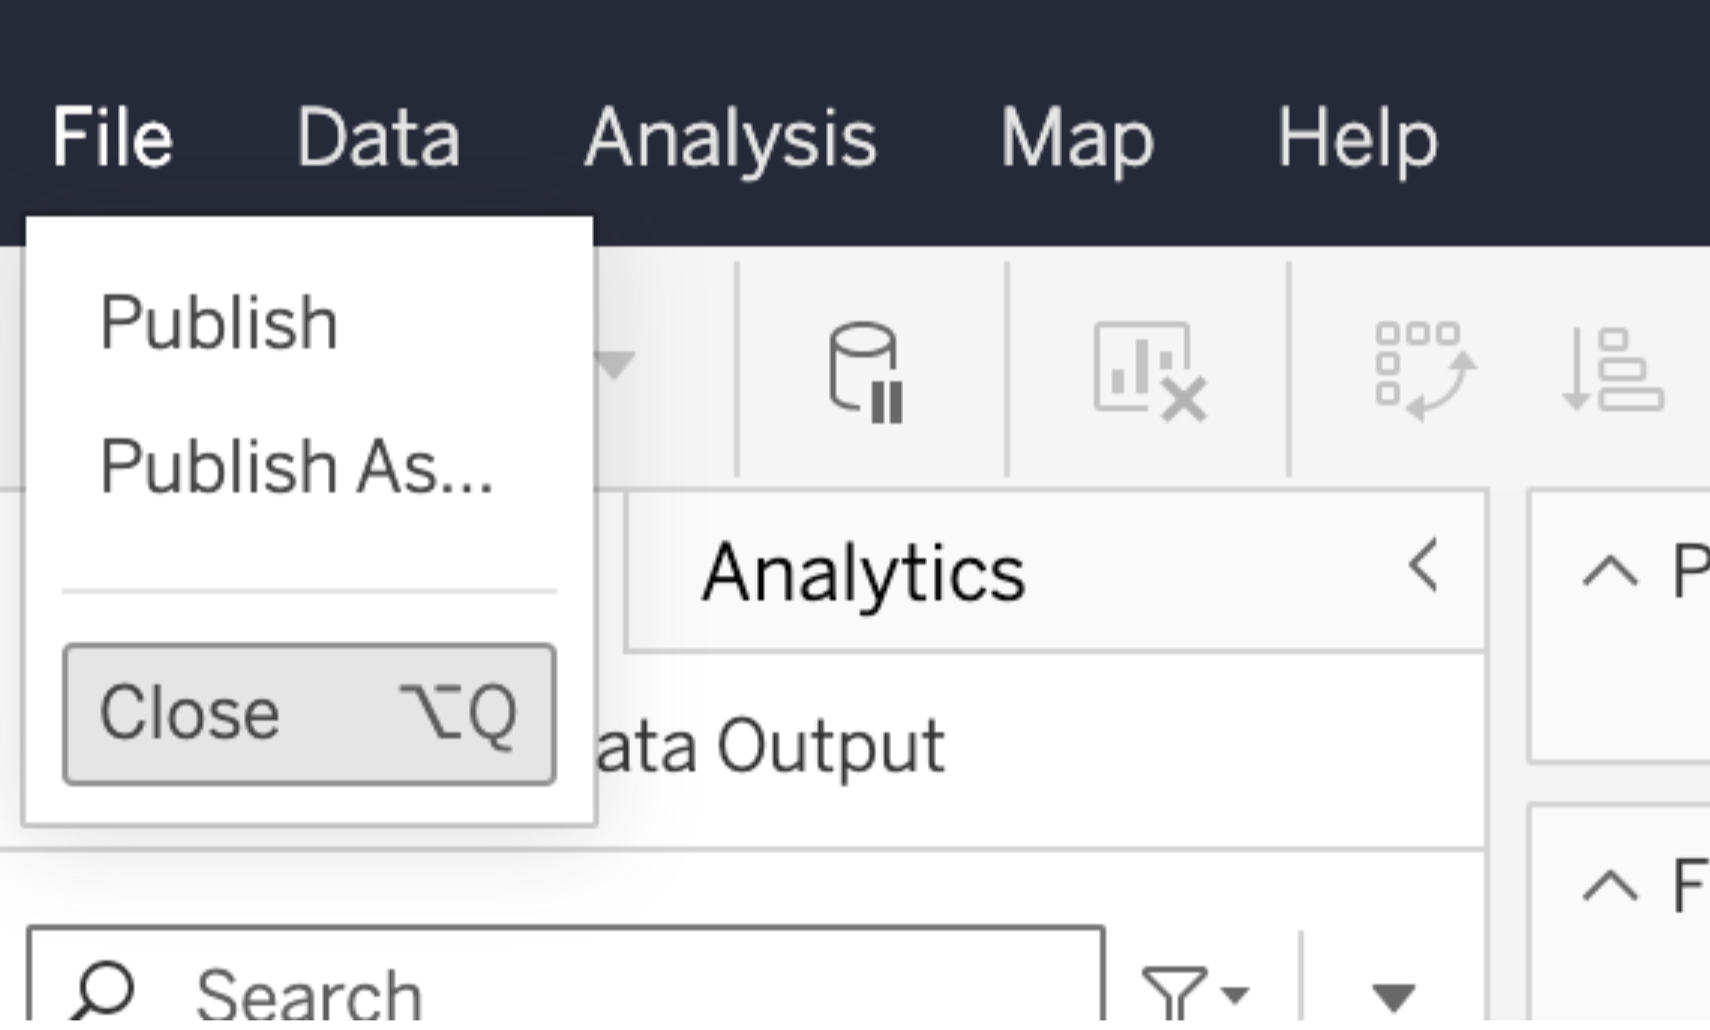 File Data Analysis Map Help
Publish
Publish As...
Analytics
P
Close ⌥Q
ata Output
F
Search